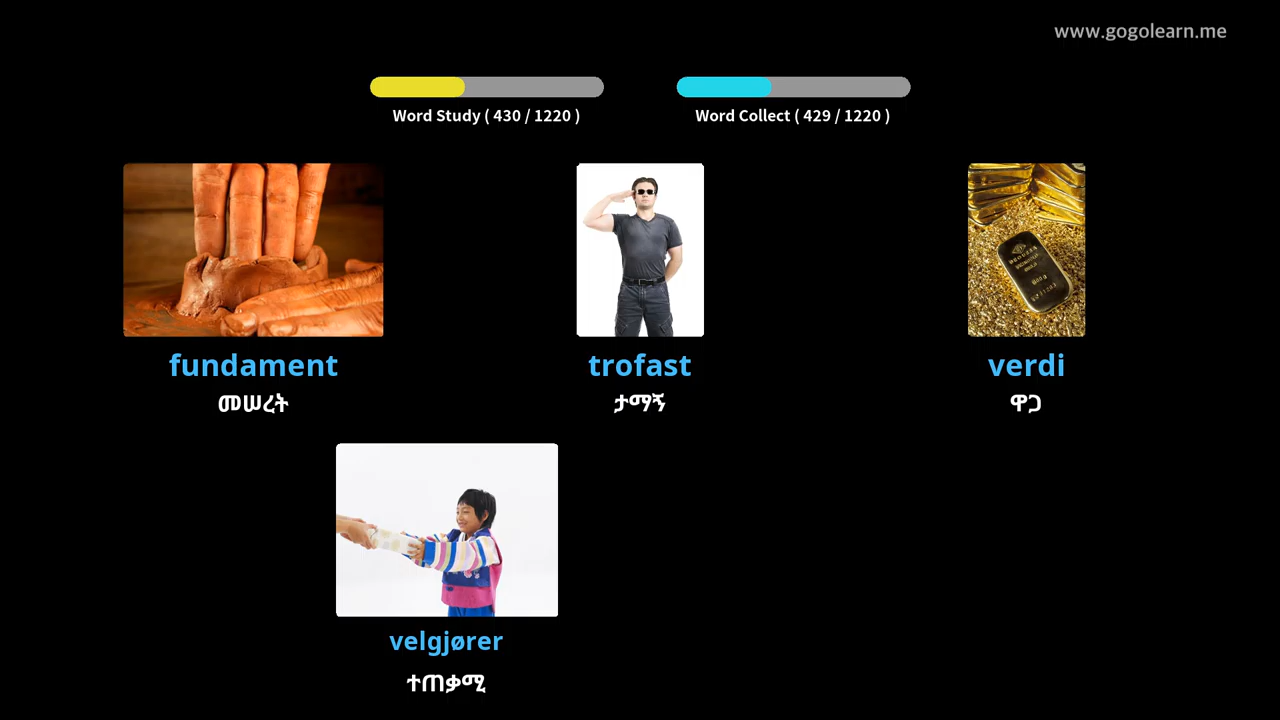 www.gogolearn.me
Word Study ( 430 / 1220 )
Word Collect ( 429 / 1220 )
fundament
trofast
verdi
መሠረት
ታማኝ
ዋጋ
velgjører
ተጠቃሚ